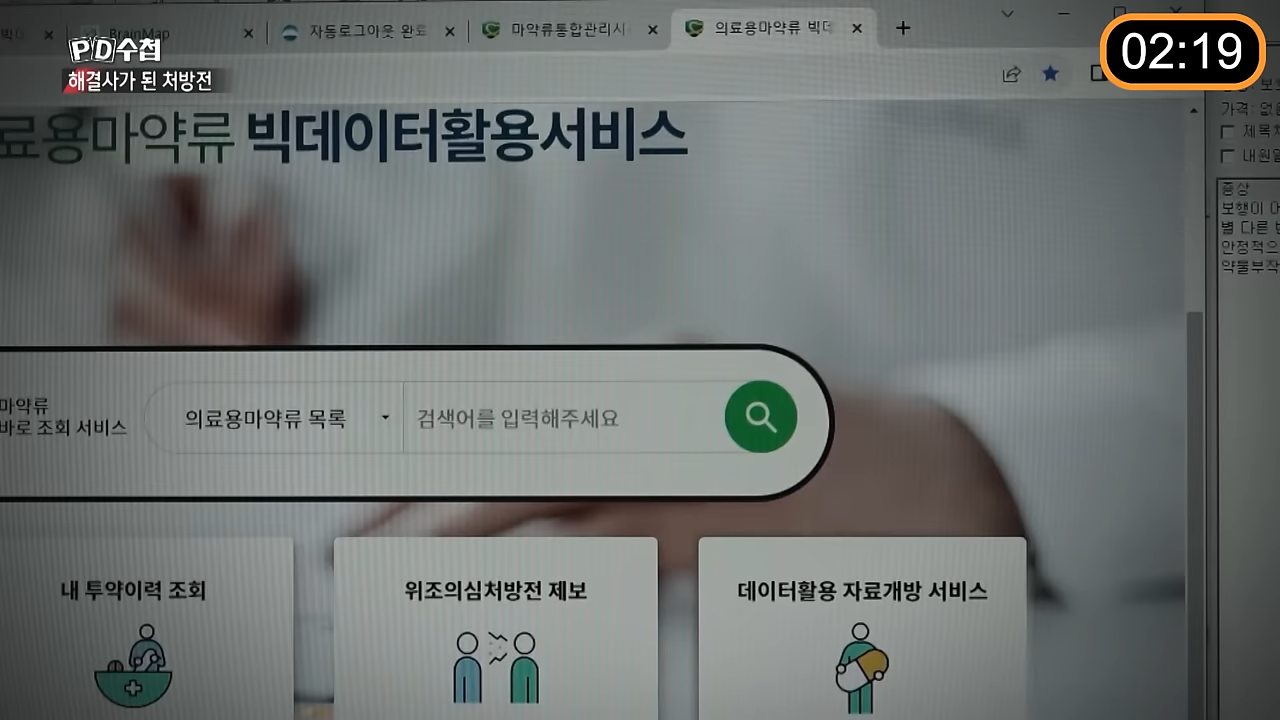 BrainMap
자동로그아웃 완료
마약류통합관리시
의료용마약류 빅데
PD수첩
해결사가 된 처방전
02:19
료용마약류 빅데이터활용서비스
가격: 없음
제목
내원일
증상
보행이 어
별 다른
안정적으
약물부작
마약류
바로 조회 서비스
의료용마약류 목록
검색어를 입력해주세요
내 투약이력 조회
위조의심처방전 제보
데이터활용 자료개방 서비스